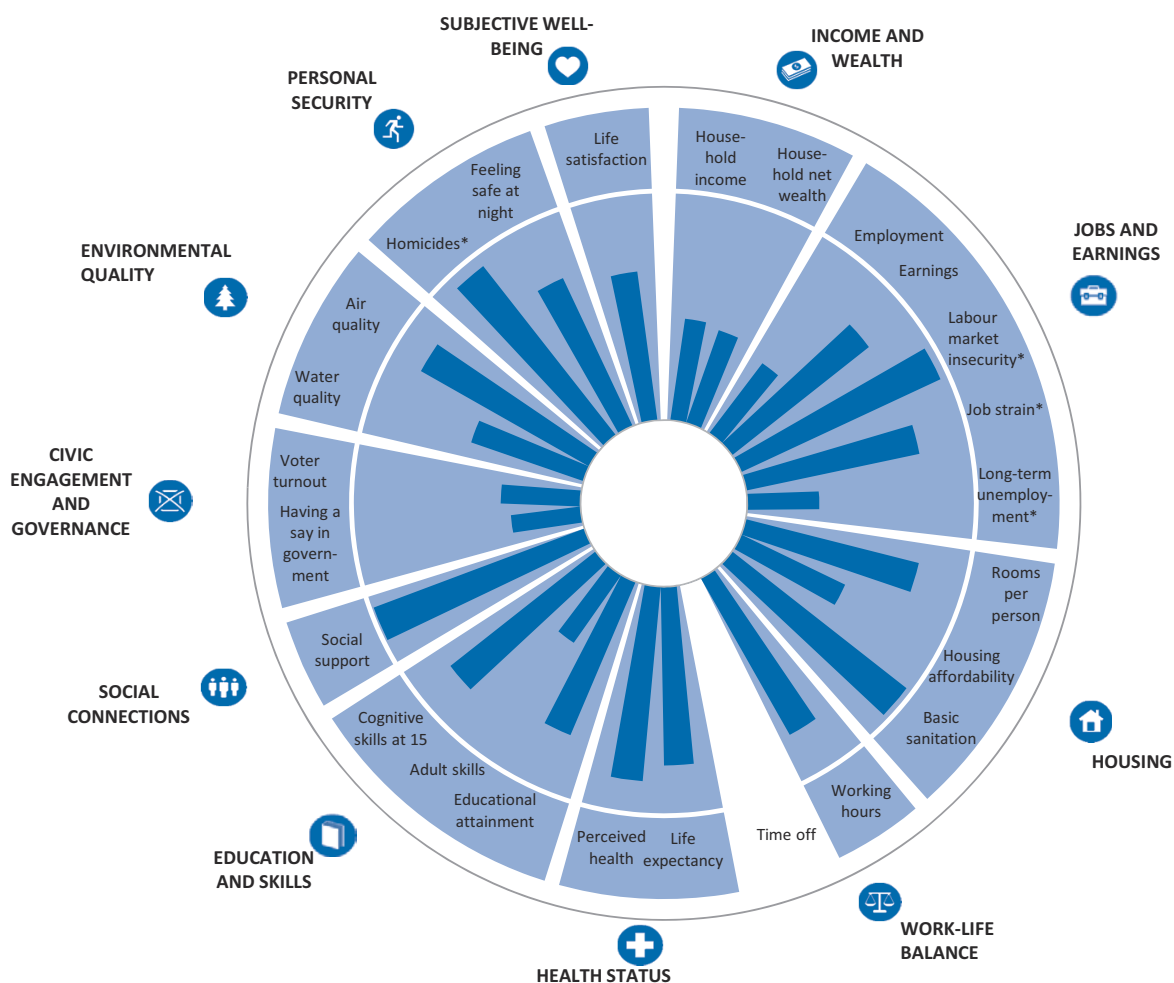 SUBJECTIVE WELL-
BEING
INCOME AND
WEALTH
PERSONAL
SECURITY
Life
satisfaction
House-
hold
income
House-
hold net
wealth
Feeling
safe at
night
Homicides*
Employment
Earnings
JOBS AND
EARNINGS
ENVIRONMENTAL
QUALITY
Air
quality
Water
quality
Labour
market
insecurity*
Job strain*
Long-term
unemploy-
ment*
CIVIC
ENGAGEMENT
AND
GOVERNANCE
Voter
turnout
Having a
say in
govern-
ment
Rooms
per
person
Housing
affordability
Basic
sanitation
HOUSING
SOCIAL
CONNECTIONS
Social
support
Cognitive
skills at 15
Adult skills
Educational
attainment
EDUCATION
AND SKILLS
Perceived
health
Life
expectancy
Time off
Working
hours
WORK-LIFE
BALANCE
HEALTH STATUS